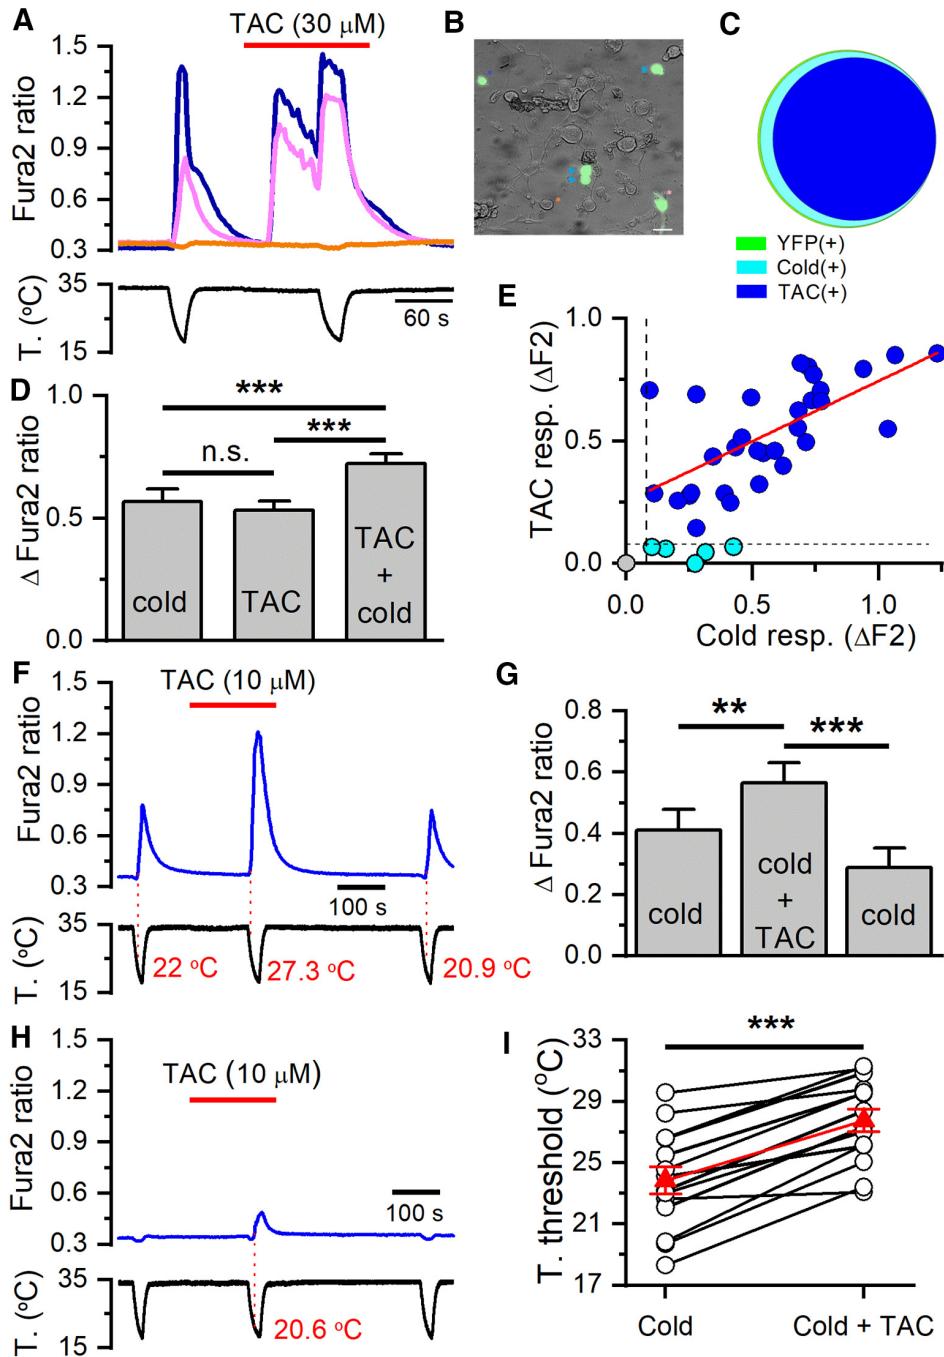 A
TAC (30 μM)
Fura2 ratio
1.5
1.2
0.9
0.6
0.3
T. (°C)
35
15
60 s
B
C
YFP(+)
Cold(+)
TAC(+)
D
Δ Fura2 ratio
1.0
0.5
0.0
***
n.s.
***
cold
TAC
TAC
+
cold
E
TAC resp. (ΔF2)
1.0
0.5
0.0
0.0
0.5
1.0
Cold resp. (ΔF2)
F
TAC (10 μM)
Fura2 ratio
1.5
1.2
0.9
0.6
0.3
100 s
T. (°C)
35
15
22 °C
27.3 °C
20.9 °C
G
Δ Fura2 ratio
0.8
0.6
0.4
0.2
0.0
**
***
cold
cold
+
TAC
cold
H
TAC (10 μM)
Fura2 ratio
1.5
1.2
0.9
0.6
0.3
100 s
T. (°C)
35
15
20.6 °C
I
T. threshold (°C)
33
29
25
21
17
***
Cold
Cold + TAC